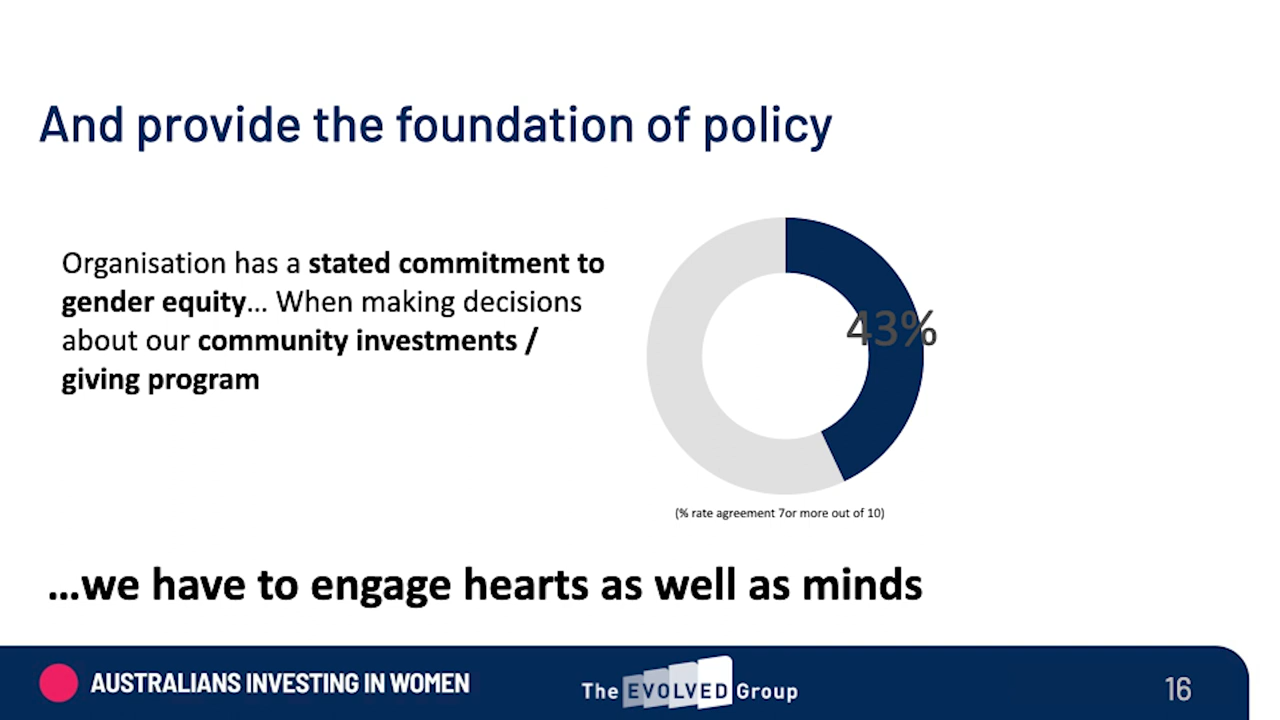 And provide the foundation of policy
Organisation has a stated commitment to
gender equity... When making decisions
about our community investments /
giving program
43%
(% rate agreement 7or more out of 10)
...we have to engage hearts as well as minds
AUSTRALIANS INVESTING IN WOMEN
The EVOLVED Group
16